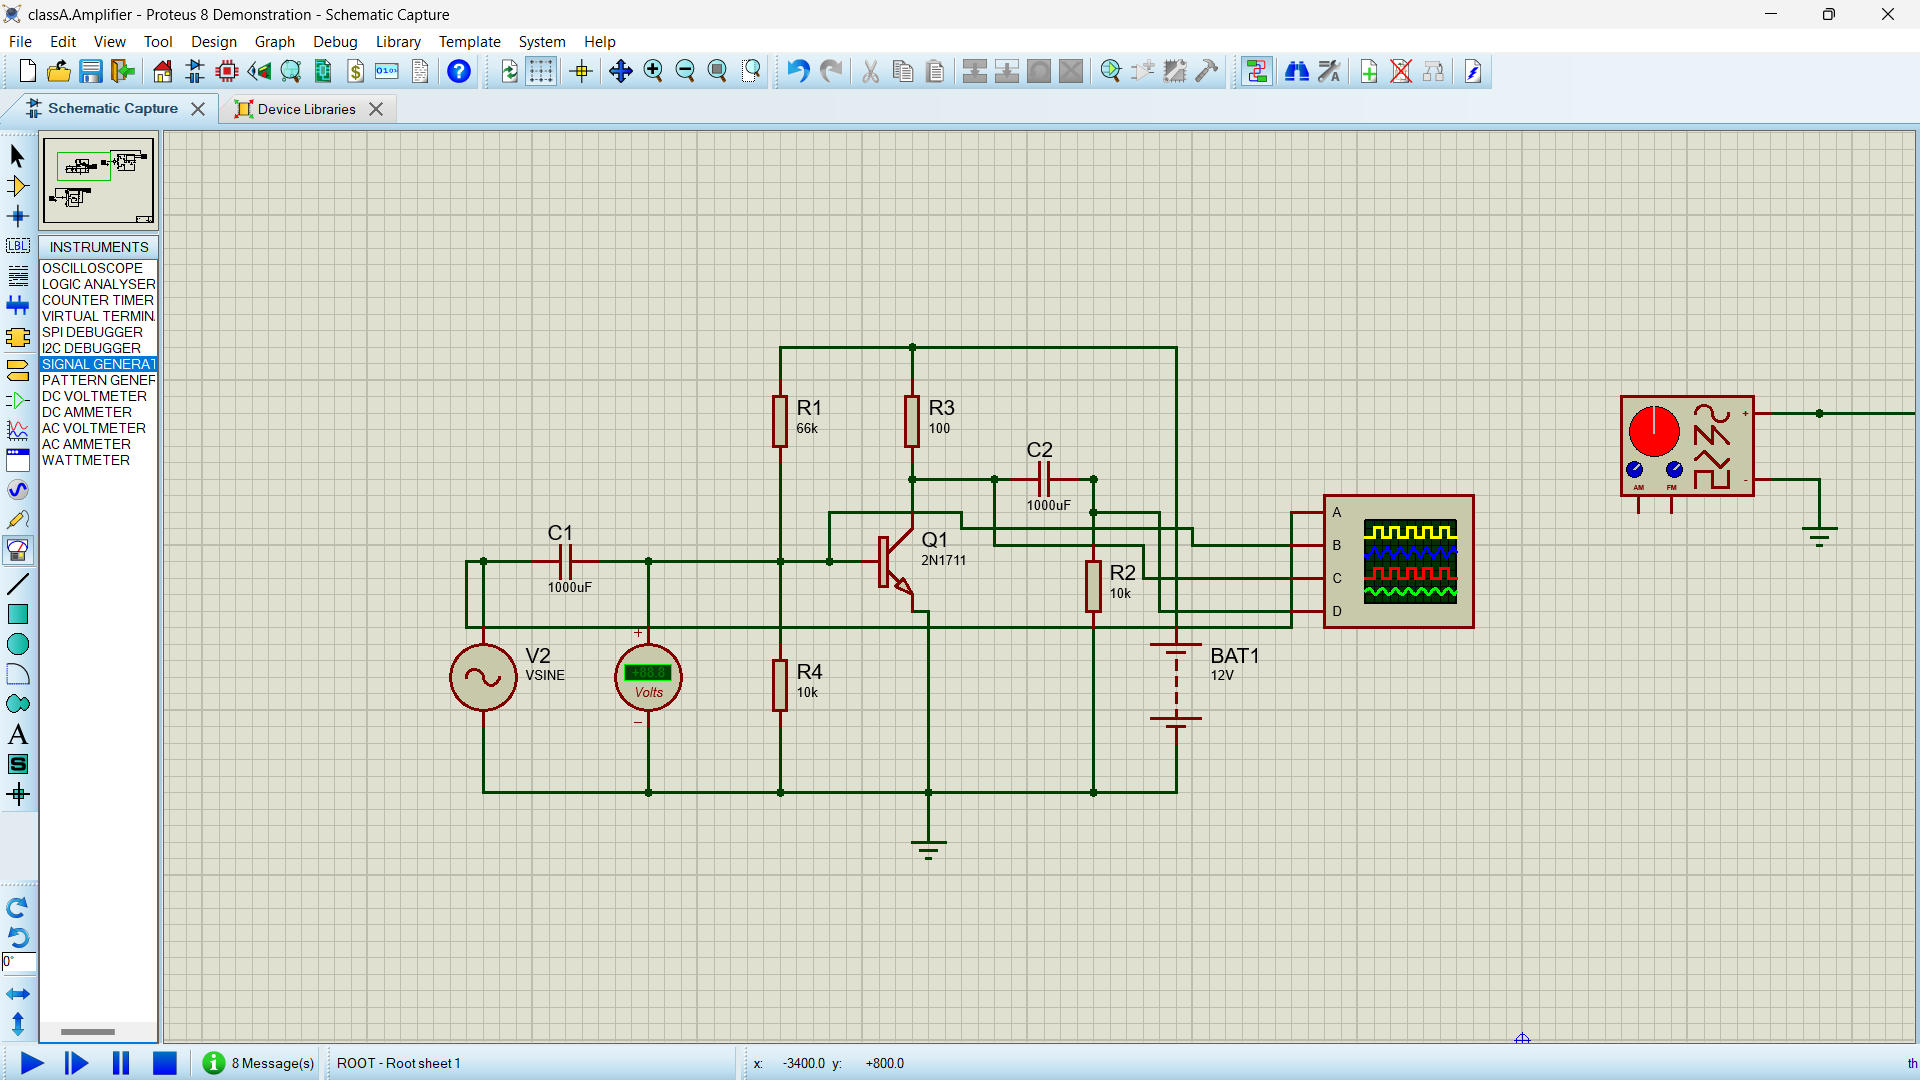 classA.Amplifier - Proteus 8 Demonstration - Schematic Capture
File Edit View Tool Design Graph Debug Library Template System Help
Schematic Capture
Device Libraries
INSTRUMENTS
OSCILLOSCOPE
LOGIC ANALYSER
COUNTER TIMER
VIRTUAL TERMIN
SPI DEBUGGER
I2C DEBUGGER
SIGNAL GENERAT
PATTERN GENER
DC VOLTMETER
DC AMMETER
AC VOLTMETER
AC AMMETER
WATTMETER
LBL
A
S
0°
R1
66k
R3
100
C2
1000uF
C1
1000uF
Q1
2N1711
R2
10k
A
B
C
D
V2
VSINE
+
+88.8
Volts
−
R4
10k
BAT1
12V
+
-
AM FM
8 Message(s)
ROOT - Root sheet 1
x: -3400.0 y: +800.0
th